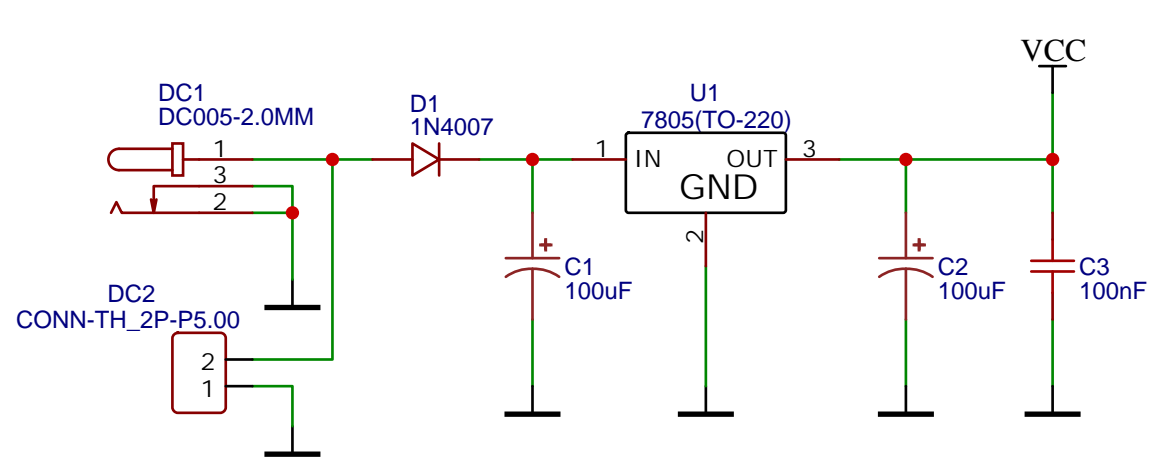 VCC
DC1
DC005-2.0MM
1
3
2
D1
1N4007
U1
7805(TO-220)
1
IN
OUT
3
GND
2
+
C1
100uF
+
C2
100uF
C3
100nF
DC2
CONN-TH_2P-P5.00
2
1